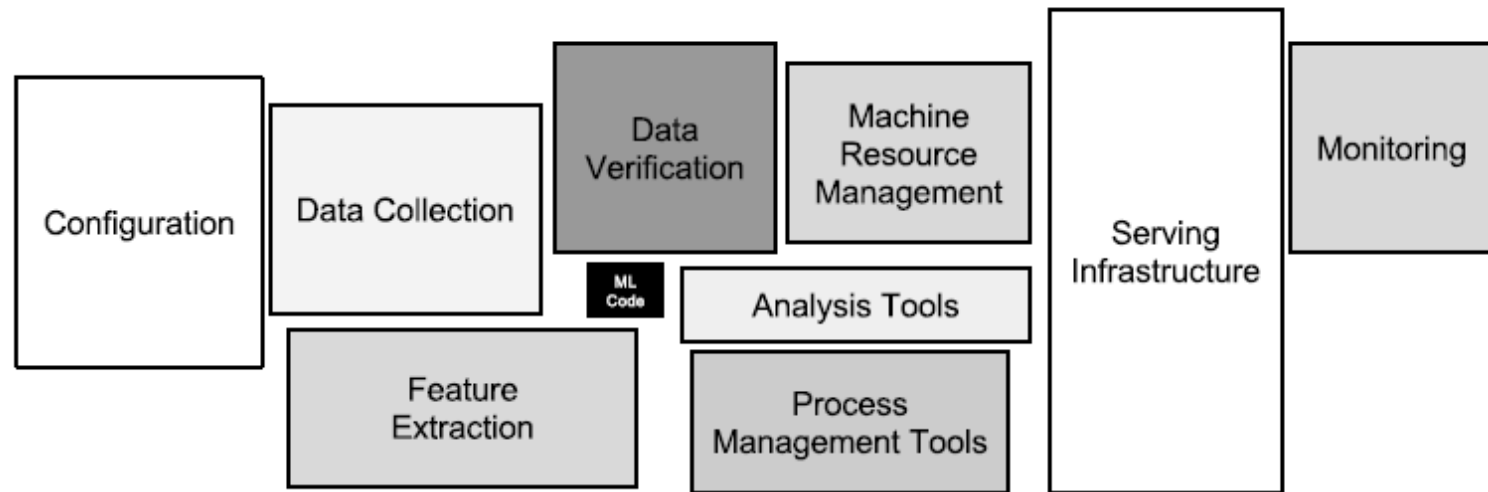 Configuration
Data Collection
Feature
Extraction
Data
Verification
ML
Code
Machine
Resource
Management
Analysis Tools
Process
Management Tools
Serving
Infrastructure
Monitoring